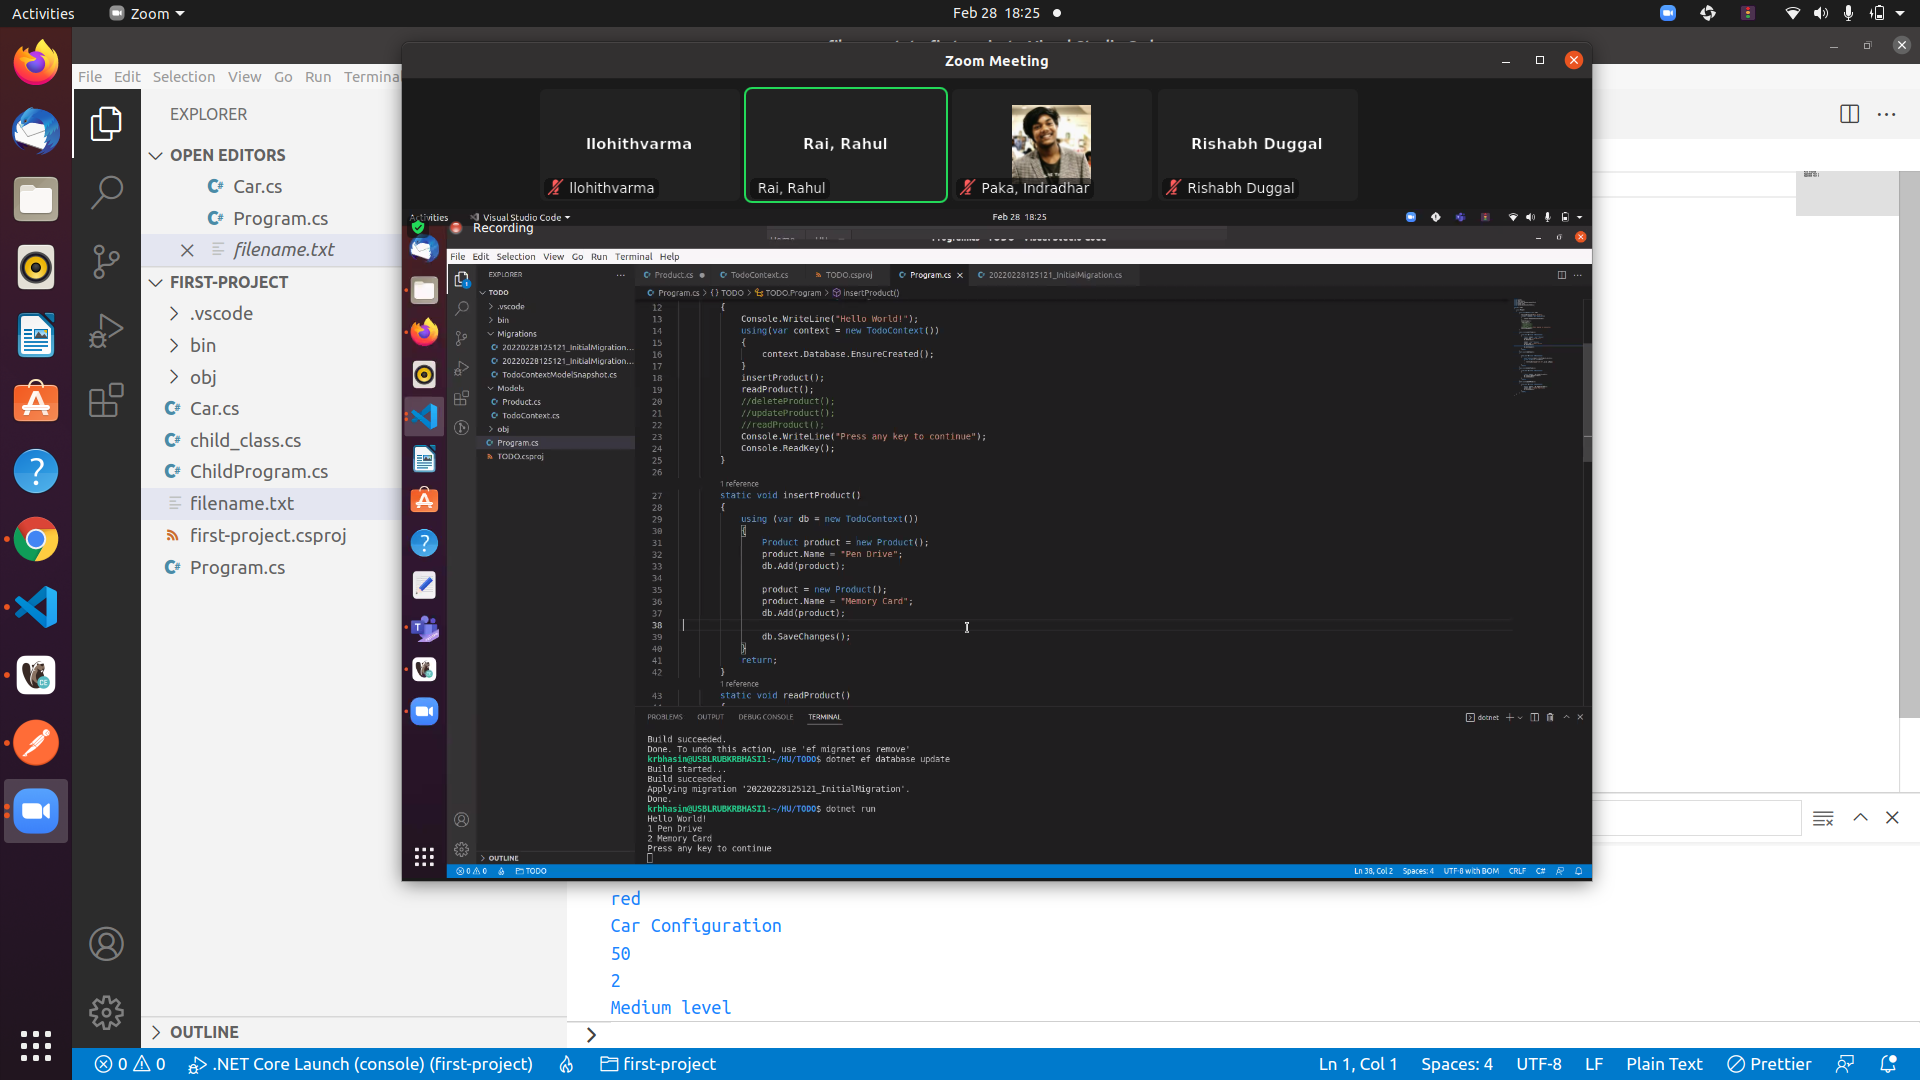 Activities
Zoom
Feb 28 18:25
Zoom Meeting
File Edit Selection View Go Run Termina
EXPLORER
OPEN EDITORS
Car.cs
Program.cs
filename.txt
FIRST-PROJECT
.vscode
bin
obj
Car.cs
child_class.cs
ChildProgram.cs
filename.txt
first-project.csproj
Program.cs
OUTLINE
Ilohithvarma
Rai, Rahul
Rishabh Duggal
Ilohithvarma
Rai, Rahul
Paka, Indradhar
Rishabh Duggal
Activities
Visual Studio Code
Feb 28 18:25
Recording
File Edit Selection View Go Run Terminal Help
EXPLORER
TODO
.vscode
bin
Migrations
20220228125121_InitialMigration...
20220228125121_InitialMigration...
TodoContextModelSnapshot.cs
Models
Product.cs
TodoContext.cs
obj
Program.cs
TODO.csproj
OUTLINE
Product.cs TodoContext.cs TODO.csproj Program.cs 20220228125121_InitialMigration.cs
Program.cs > {} TODO > TODO.Program > insertProduct()
12 {
13 Console.WriteLine("Hello World!");
14 using(var context = new TodoContext())
15 {
16 context.Database.EnsureCreated();
17 }
18 insertProduct();
19 readProduct();
20 //deleteProduct();
21 //updateProduct();
22 //readProduct();
23 Console.WriteLine("Press any key to continue");
24 Console.ReadKey();
25 }
26
1 reference
27 static void insertProduct()
28 {
29 using (var db = new TodoContext())
30 {
31 Product product = new Product();
32 product.Name = "Pen Drive";
33 db.Add(product);
34
35 product = new Product();
36 product.Name = "Memory Card";
37 db.Add(product);
38
39 db.SaveChanges();
40 }
41 return;
42 }
1 reference
43 static void readProduct()
PROBLEMS OUTPUT DEBUG CONSOLE TERMINAL
dotnet
Build succeeded.
Done. To undo this action, use 'ef migrations remove'
krbhasin@USBLRUBKRBHASI1:~/HU/TODO$ dotnet ef database update
Build started...
Build succeeded.
Applying migration '20220228125121_InitialMigration'.
Done.
krbhasin@USBLRUBKRBHASI1:~/HU/TODO$ dotnet run
Hello World!
1 Pen Drive
2 Memory Card
Press any key to continue
0 0 TODO
Ln 38, Col 2 Spaces: 4 UTF-8 with BOM CRLF C#
red
Car Configuration
50
2
Medium level
0 0 .NET Core Launch (console) (first-project) first-project
Ln 1, Col 1 Spaces: 4 UTF-8 LF Plain Text Prettier